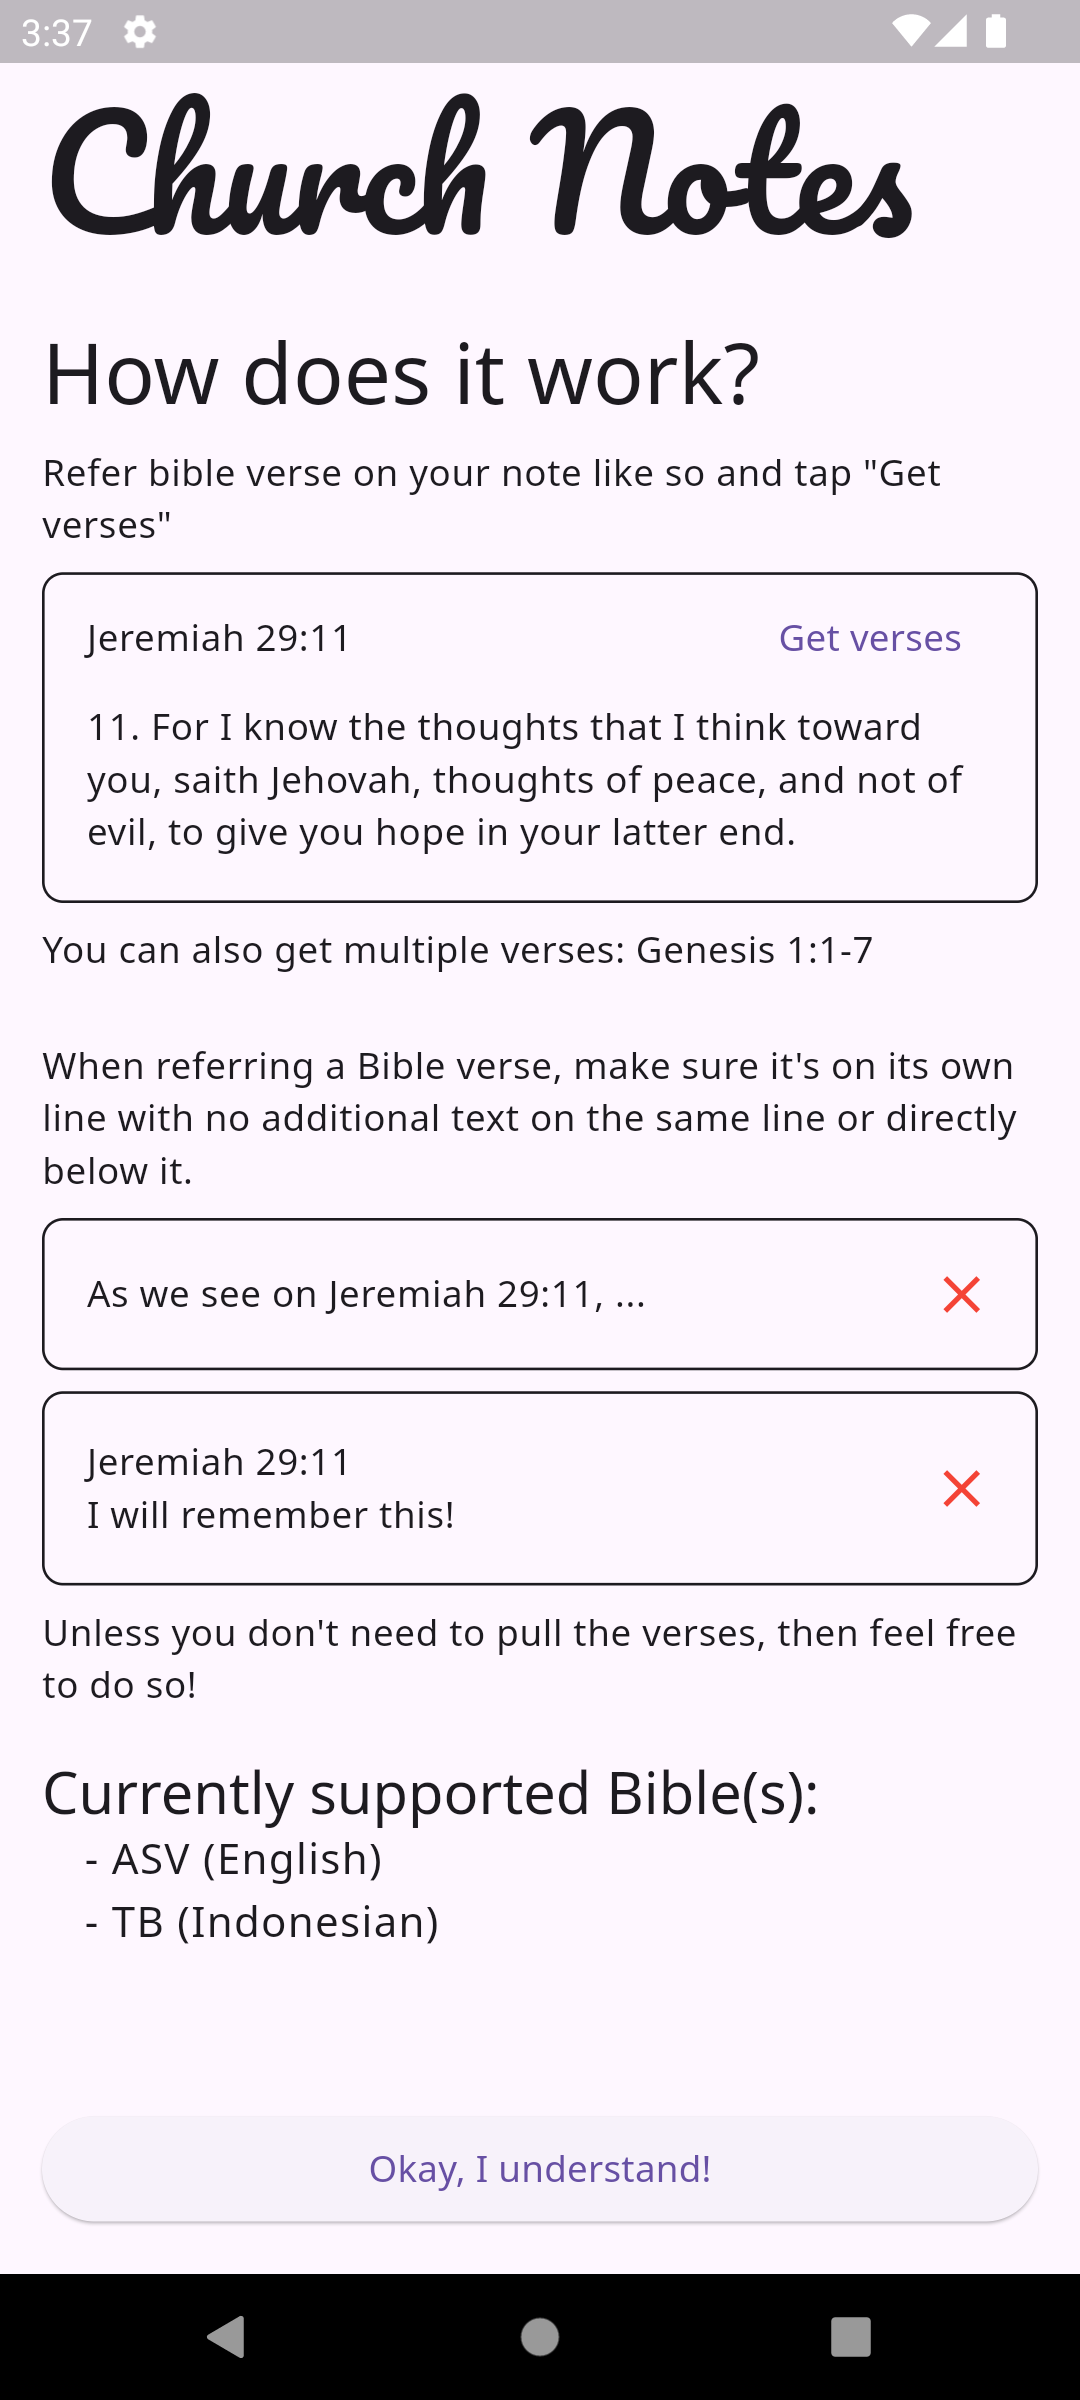 3:37
Church Notes
How does it work?
Refer bible verse on your note like so and tap "Get
verses"
Jeremiah 29:11
Get verses
11. For I know the thoughts that I think toward
you, saith Jehovah, thoughts of peace, and not of
evil, to give you hope in your latter end.
You can also get multiple verses: Genesis 1:1-7
When referring a Bible verse, make sure it's on its own
line with no additional text on the same line or directly
below it.
As we see on Jeremiah 29:11, ...
Jeremiah 29:11
I will remember this!
Unless you don't need to pull the verses, then feel free
to do so!
Currently supported Bible(s):
- ASV (English)
- TB (Indonesian)
Okay, I understand!